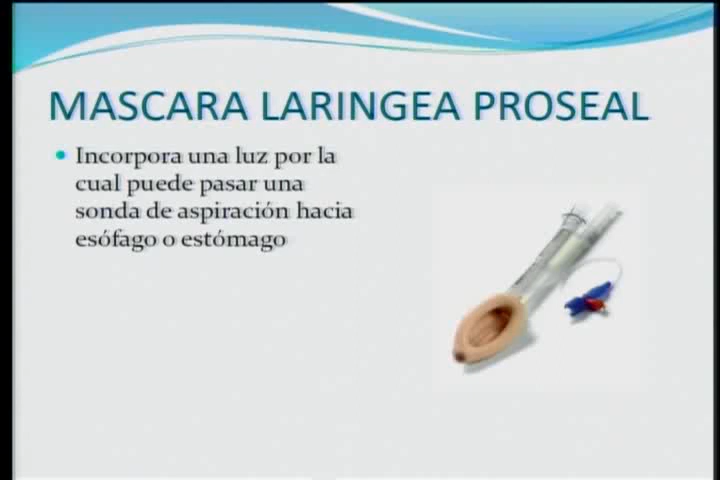 MASCARA LARINGEA PROSEAL
Incorpora una luz por la
cual puede pasar una
sonda de aspiración hacia
esófago o estómago